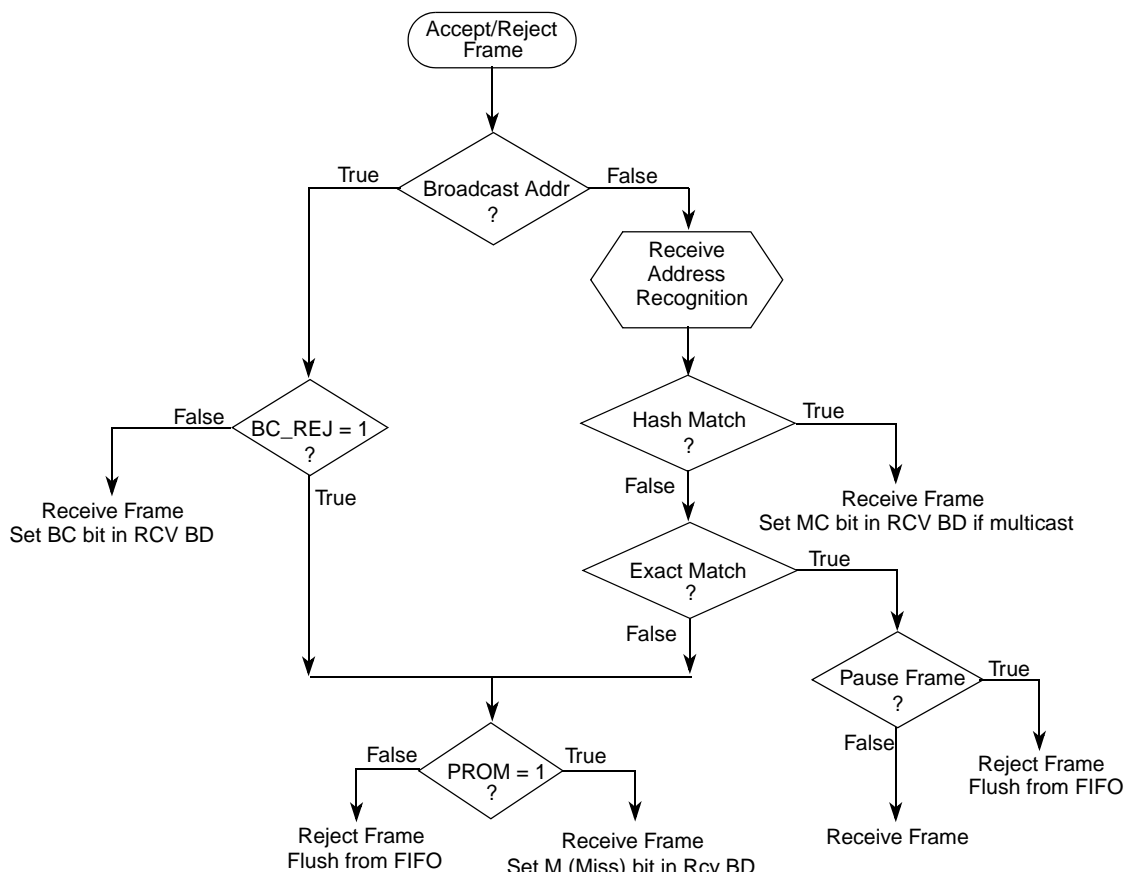 Accept/Reject
Frame
True
Broadcast Addr
?
False
Receive
Address
Recognition
False
BC_REJ = 1
?
True
Receive Frame
Set BC bit in RCV BD
Hash Match
?
True
False
Receive Frame
Set MC bit in RCV BD if multicast
Exact Match
?
True
False
Pause Frame
?
True
False
Reject Frame
Flush from FIFO
Receive Frame
False
PROM = 1
?
True
Reject Frame
Flush from FIFO
Receive Frame
Set M (Miss) bit in Rcv BD